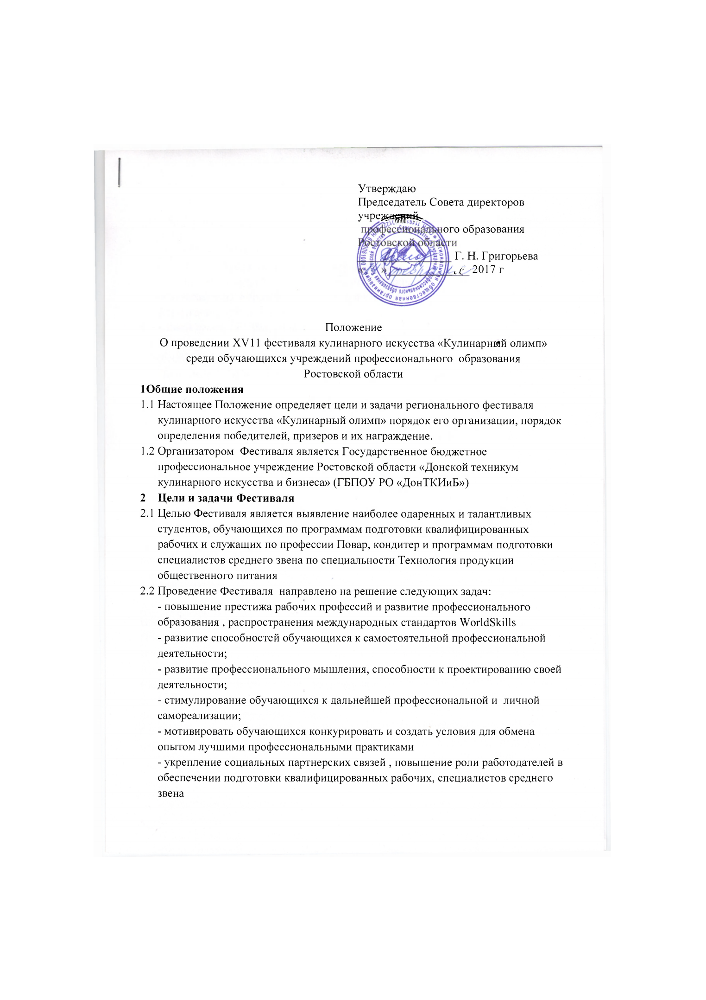 Утверждаю
Председатель Совета директоров
учреждений
профессионального образования
Ростовской области
Г. Н. Григорьева
« » 2017 г
Положение
О проведении XV11 фестиваля кулинарного искусства «Кулинарный олимп»
среди обучающихся учреждений профессионального образования
Ростовской области
1Общие положения
1.1 Настоящее Положение определяет цели и задачи регионального фестиваля
кулинарного искусства «Кулинарный олимп» порядок его организации, порядок
определения победителей, призеров и их награждение.
1.2 Организатором Фестиваля является Государственное бюджетное
профессиональное учреждение Ростовской области «Донской техникум
кулинарного искусства и бизнеса» (ГБПОУ РО «ДонТКИиБ»)
2 Цели и задачи Фестиваля
2.1 Целью Фестиваля является выявление наиболее одаренных и талантливых
студентов, обучающихся по программам подготовки квалифицированных
рабочих и служащих по профессии Повар, кондитер и программам подготовки
специалистов среднего звена по специальности Технология продукции
общественного питания
2.2 Проведение Фестиваля направлено на решение следующих задач:
- повышение престижа рабочих профессий и развитие профессионального
образования , распространения международных стандартов WorldSkills
- развитие способностей обучающихся к самостоятельной профессиональной
деятельности;
- развитие профессионального мышления, способности к проектированию своей
деятельности;
- стимулирование обучающихся к дальнейшей профессиональной и личной
самореализации;
- мотивировать обучающихся конкурировать и создать условия для обмена
опытом лучшими профессиональными практиками
- укрепление социальных партнерских связей , повышение роли работодателей в
обеспечении подготовки квалифицированных рабочих, специалистов среднего
звена